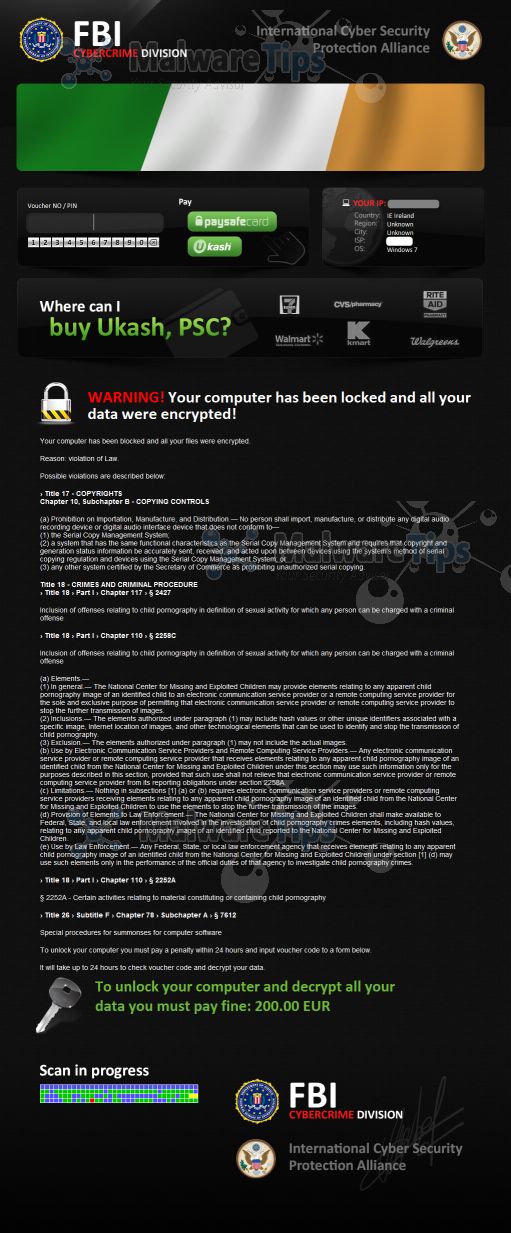 FBI
CYBERCRIME DIVISION
International Cyber Security
Protection Alliance
MalwareTips
Your Security Advisor
Voucher NO / PIN
Pay
1 2 3 4 5 6 7 8 9 0
paysafecard
Ukash
YOUR IP:
Country: IE Ireland
Region: Unknown
City: Unknown
ISP:
OS: Windows 7
Where can I
buy Ukash, PSC?
7 ELEVEN
CVS/pharmacy
RITE AID
PHARMACY
Walmart
kmart
Walgreens
WARNING! Your computer has been locked and all your
data were encrypted!
Your computer has been blocked and all your files were encrypted.
Reason: violation of Law.
Possible violations are described below:
› Title 17 - COPYRIGHTS
Chapter 10, Subchapter B - COPYING CONTROLS
(a) Prohibition on Importation, Manufacture, and Distribution.— No person shall import, manufacture, or distribute any digital audio
recording device or digital audio interface device that does not conform to—
(1) the Serial Copy Management System;
(2) a system that has the same functional characteristics as the Serial Copy Management System and requires that copyright and
generation status information be accurately sent, received, and acted upon between devices using the system's method of serial
copying regulation and devices using the Serial Copy Management System; or
(3) any other system certified by the Secretary of Commerce as prohibiting unauthorized serial copying.
MalwareTips
Your Security Advisor
Title 18 - CRIMES AND CRIMINAL PROCEDURE
› Title 18 › Part I › Chapter 117 › § 2427
Inclusion of offenses relating to child pornography in definition of sexual activity for which any person can be charged with a criminal
offense
› Title 18 › Part I › Chapter 110 › § 2258C
Inclusion of offenses relating to child pornography in definition of sexual activity for which any person can be charged with a criminal
offense
(a) Elements.—
(1) In general.— The National Center for Missing and Exploited Children may provide elements relating to any apparent child
pornography image of an identified child to an electronic communication service provider or a remote computing service provider for
the sole and exclusive purpose of permitting that electronic communication service provider or remote computing service provider to
stop the further transmission of images.
(2) Inclusions.— The elements authorized under paragraph (1) may include hash values or other unique identifiers associated with a
specific image, Internet location of images, and other technological elements that can be used to identify and stop the transmission of
child pornography.
(3) Exclusion.— The elements authorized under paragraph (1) may not include the actual images.
(b) Use by Electronic Communication Service Providers and Remote Computing Service Providers.— Any electronic communication
service provider or remote computing service provider that receives elements relating to any apparent child pornography image of an
identified child from the National Center for Missing and Exploited Children under this section may use such information only for the
purposes described in this section, provided that such use shall not relieve that electronic communication service provider or remote
computing service provider from its reporting obligations under section 2258A.
(c) Limitations.— Nothing in subsections [1] (a) or (b) requires electronic communication service providers or remote computing
service providers receiving elements relating to any apparent child pornography image of an identified child from the National Center
for Missing and Exploited Children to use the elements to stop the further transmission of the images.
(d) Provision of Elements to Law Enforcement.— The National Center for Missing and Exploited Children shall make available to
Federal, State, and local law enforcement involved in the investigation of child pornography crimes elements, including hash values,
relating to any apparent child pornography image of an identified child reported to the National Center for Missing and Exploited
Children.
(e) Use by Law Enforcement.— Any Federal, State, or local law enforcement agency that receives elements relating to any apparent
child pornography image of an identified child from the National Center for Missing and Exploited Children under section [1] (d) may
use such elements only in the performance of the official duties of that agency to investigate child pornography crimes.
MalwareTips
› Title 18 › Part I › Chapter 110 › § 2252A
§ 2252A - Certain activities relating to material constituting or containing child pornography
› Title 26 › Subtitle F › Chapter 78 › Subchapter A › § 7612
Special procedures for summonses for computer software
To unlock your computer you must pay a penalty within 24 hours and input voucher code to a form below.
It will take up to 24 hours to check voucher code and decrypt your data.
To unlock your computer and decrypt all your
data you must pay fine: 200.00 EUR
Scan in progress
FBI
CYBERCRIME DIVISION
International Cyber Security
Protection Alliance